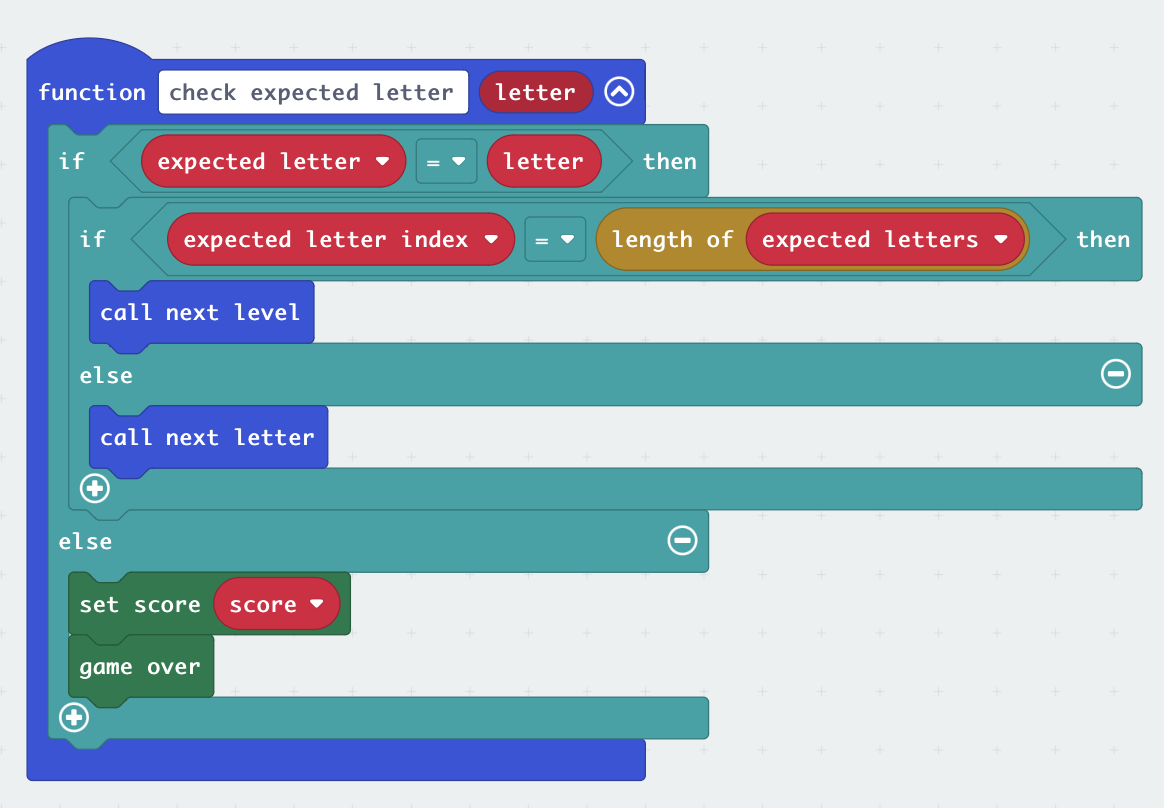 function check expected letter letter
if expected letter = letter then
if expected letter index = length of expected letters then
call next level
else
call next letter
else
set score score
game over